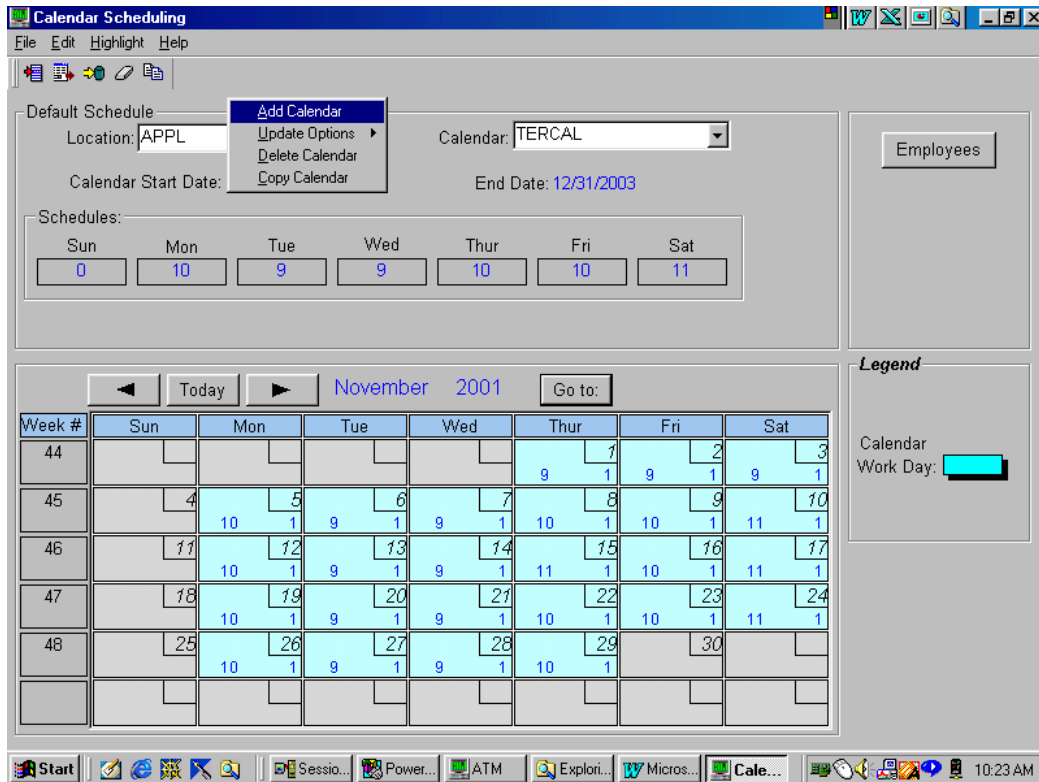 Calendar Scheduling
File Edit Highlight Help
Default Schedule
Location: APPL
Add Calendar
Update Options
Delete Calendar
Copy Calendar
Calendar: TERCAL
Employees
Calendar Start Date:
End Date: 12/31/2003
Schedules:
Sun Mon Tue Wed Thur Fri Sat
0 10 9 9 10 10 11
Today November 2001 Go to:
Legend
Calendar
Work Day:
Week # Sun Mon Tue Wed Thur Fri Sat
44 1 2 3
9 1 9 1 9 1
45 4 5 6 7 8 9 10
10 1 9 1 9 1 10 1 10 1 11 1
46 11 12 13 14 15 16 17
10 1 9 1 9 1 11 1 10 1 11 1
47 18 19 20 21 22 23 24
10 1 9 1 9 1 10 1 10 1 11 1
48 25 26 27 28 29 30
10 1 9 1 9 1 10 1
Start Sessio... Power... ATM Explori... Micros... Cale... 10:23 AM